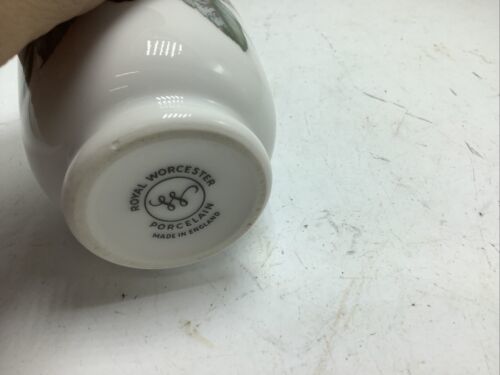 ROYAL WORCESTER
PORCELAIN
MADE IN ENGLAND